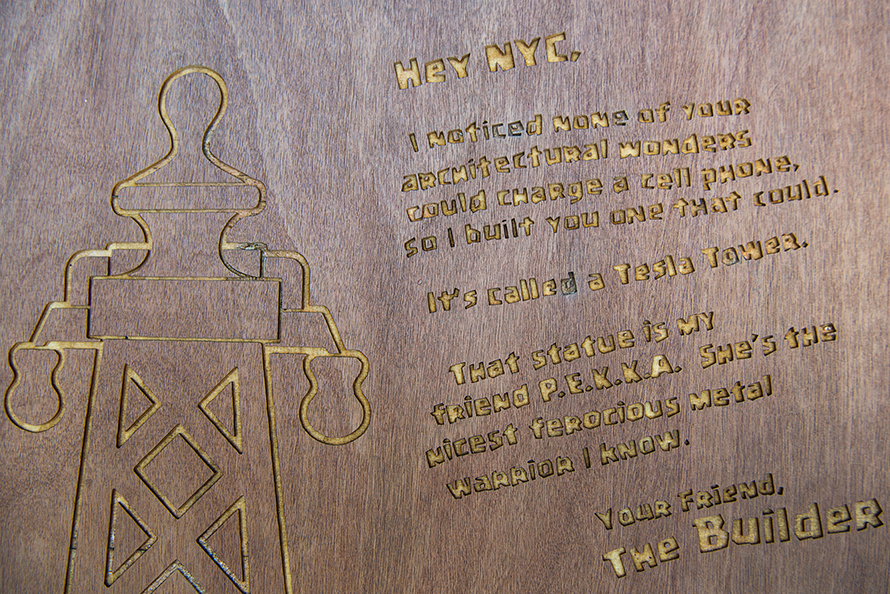 Hey NYC,
I noticed none of your
architectural wonders
could charge a cell phone,
so I built you one that could.
It's called a Tesla Tower.
That statue is my
friend P.E.K.K.A. She's the
nicest ferocious metal
warrior I know.
Your Friend,
The Builder